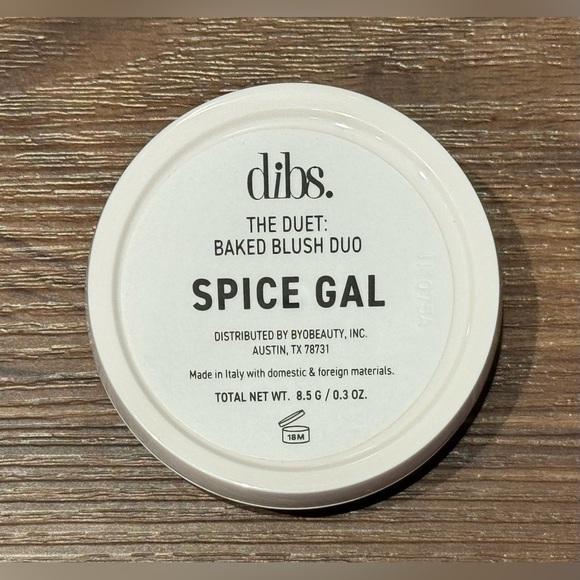 dibs.
THE DUET:
BAKED BLUSH DUO
SPICE GAL
DISTRIBUTED BY BYOBEAUTY, INC.
AUSTIN, TX 78731
Made in Italy with domestic & foreign materials.
TOTAL NET WT. 8.5 G / 0.3 OZ.
18M